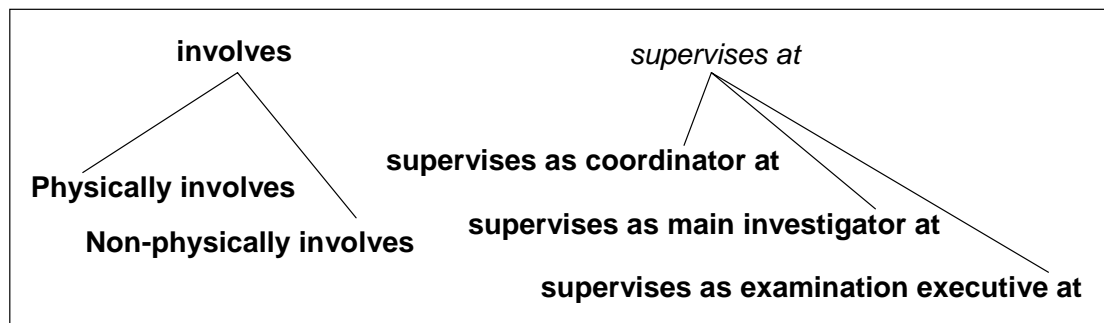 involves
supervises at
supervises as coordinator at
Physically involves
supervises as main investigator at
Non-physically involves
supervises as examination executive at